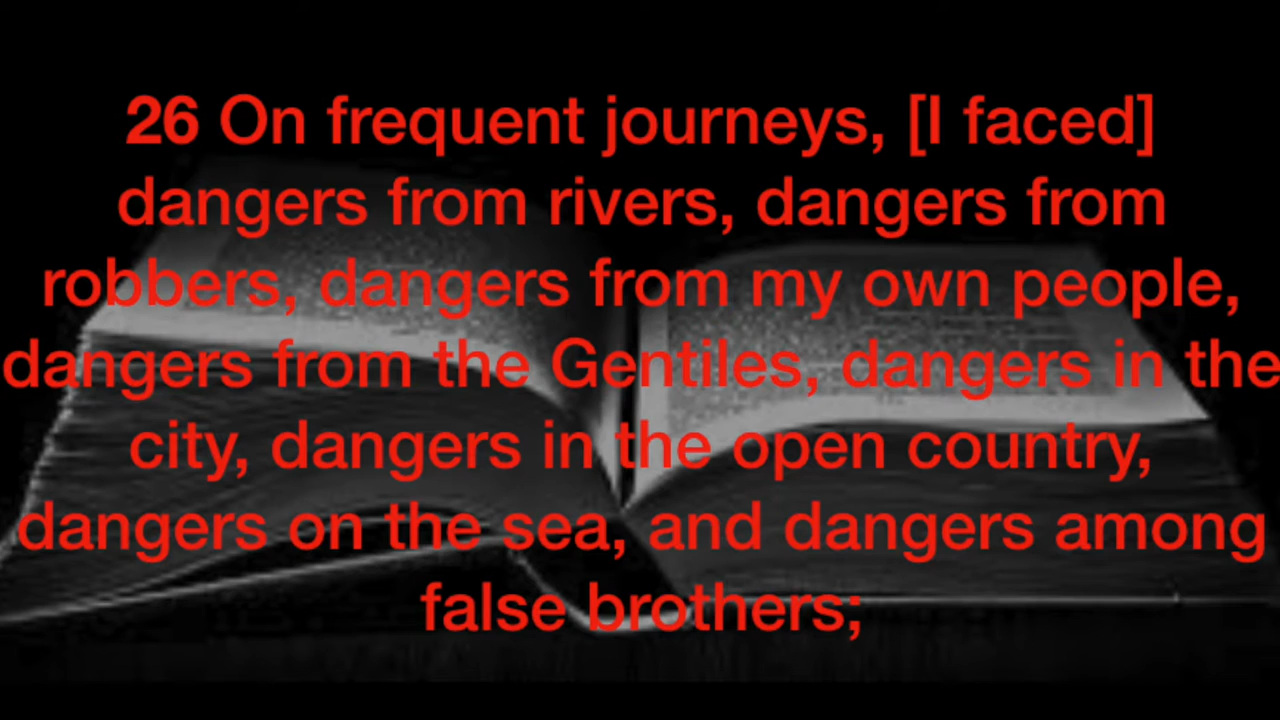 26 On frequent journeys, [I faced]
dangers from rivers, dangers from
robbers, dangers from my own people,
dangers from the Gentiles, dangers in the
city, dangers in the open country,
dangers on the sea, and dangers among
false brothers;